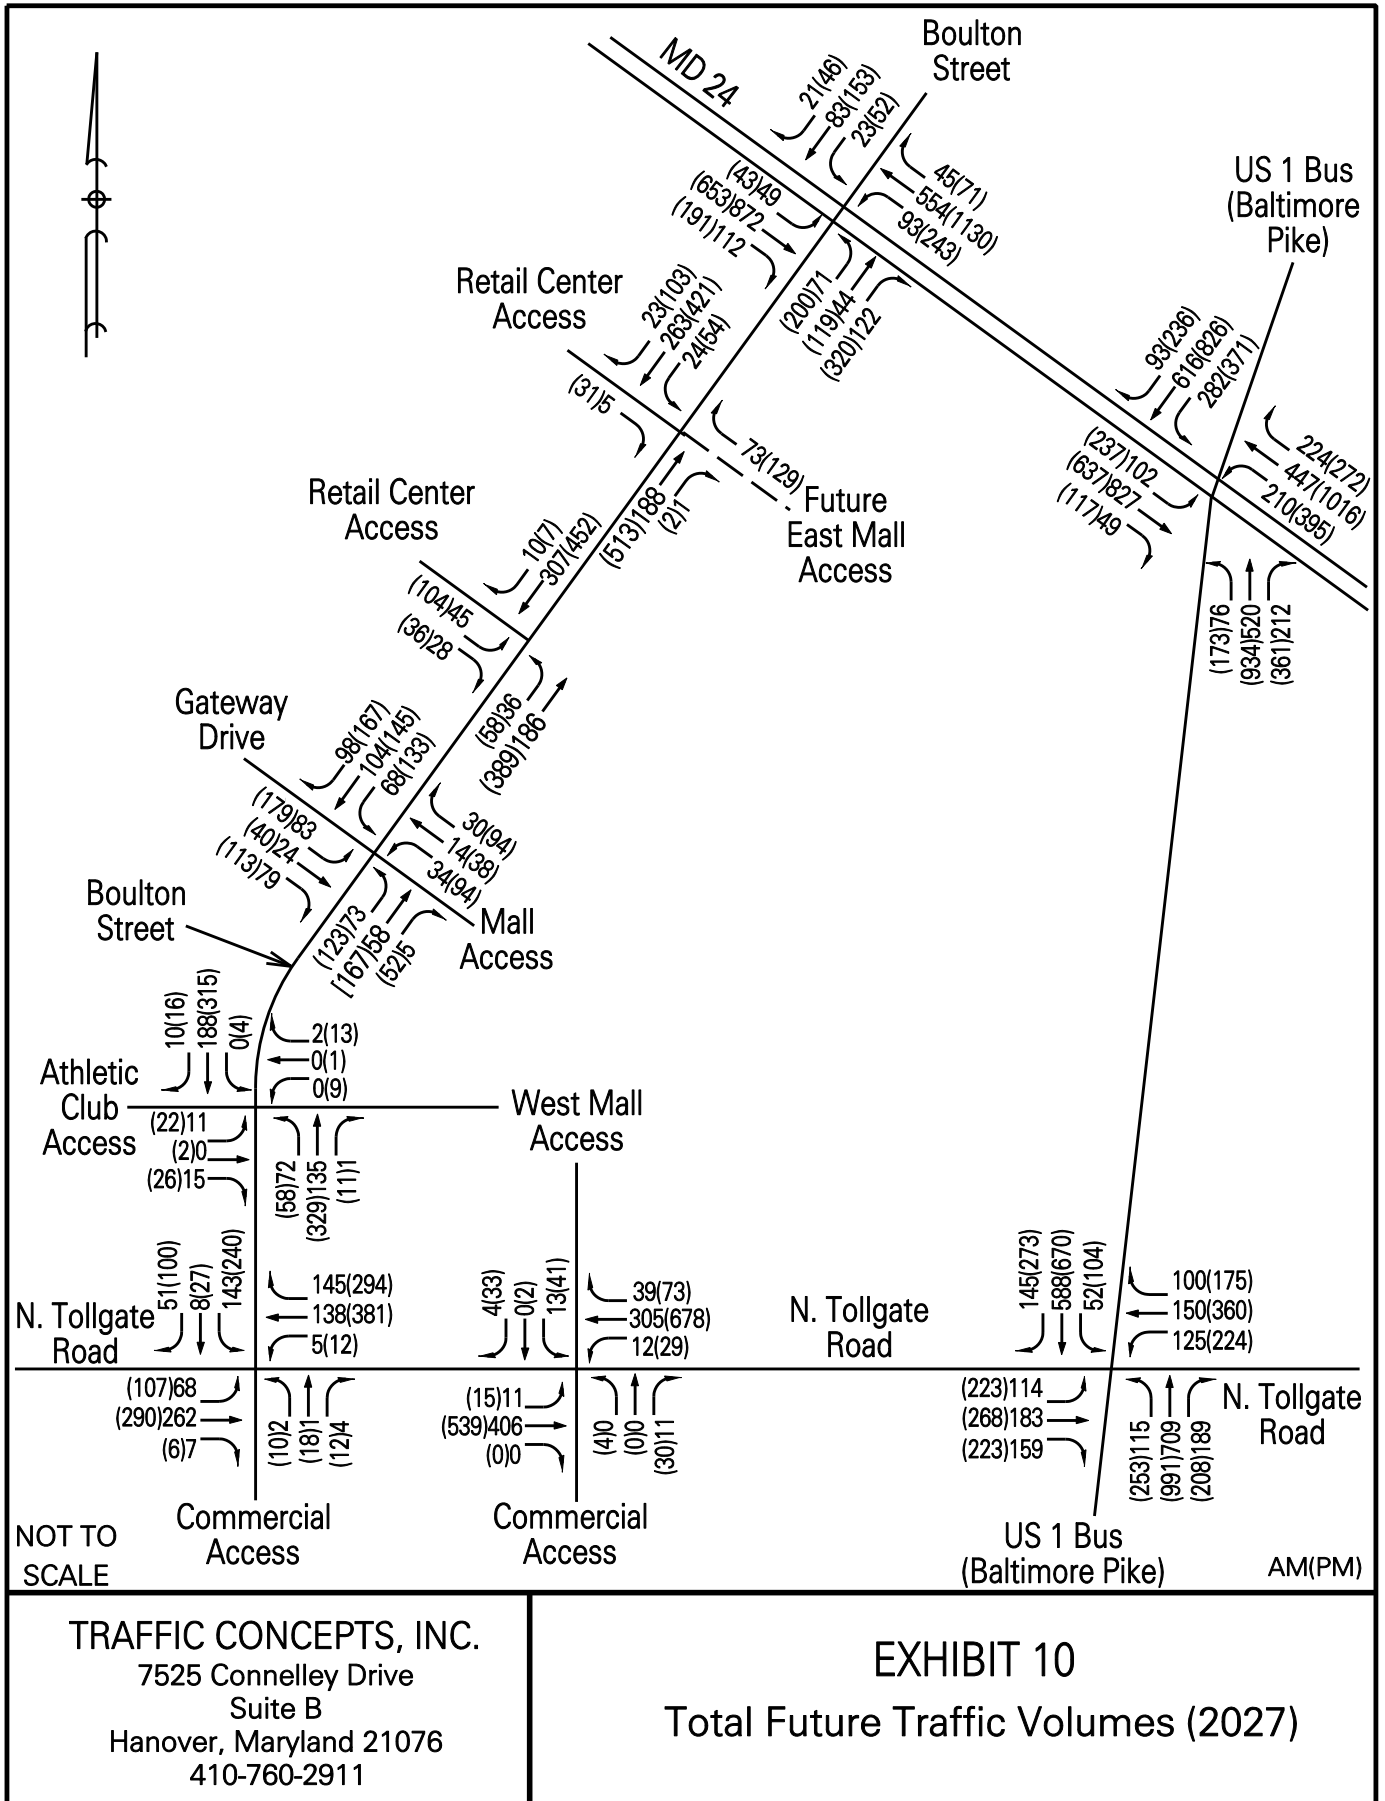 MD 24
Boulton
Street
21(46)
83(153)
23(52)
45(71)
554(1130)
93(243)
(43)49
(653)872
(191)112
(200)71
(119)44
(320)122
US 1 Bus
(Baltimore
Pike)
93(236)
616(826)
282(371)
224(272)
447(1016)
210(395)
(237)102
(637)827
(117)49
(173)76
(934)520
(361)212
Retail Center
Access
23(103)
263(421)
24(54)
(31)5
73(129)
(513)188
(2)1
Future
East Mall
Access
Retail Center
Access
10(7)
307(452)
(104)45
(36)28
(58)36
(389)186
Gateway
Drive
98(167)
104(145)
68(133)
(179)83
(40)24
(113)79
30(94)
14(38)
34(94)
(123)73
[167)58
(52)5
Mall
Access
Boulton
Street
10(16)
188(315)
0(4)
2(13)
0(1)
0(9)
Athletic
Club
Access
(22)11
(2)0
(26)15
(58)72
(329)135
(11)1
West Mall
Access
51(100)
8(27)
143(240)
145(294)
138(381)
5(12)
N. Tollgate
Road
(107)68
(290)262
(6)7
(10)2
(18)1
(12)4
Commercial
Access
4(33)
0(2)
13(41)
39(73)
305(678)
12(29)
(15)11
(539)406
(0)0
(4)0
(0)0
(30)11
Commercial
Access
N. Tollgate
Road
145(273)
588(670)
52(104)
100(175)
150(360)
125(224)
(223)114
(268)183
(223)159
(253)115
(991)709
(208)189
N. Tollgate
Road
US 1 Bus
(Baltimore Pike)
NOT TO
SCALE
AM(PM)
TRAFFIC CONCEPTS, INC.
7525 Connelley Drive
Suite B
Hanover, Maryland 21076
410-760-2911
EXHIBIT 10
Total Future Traffic Volumes (2027)